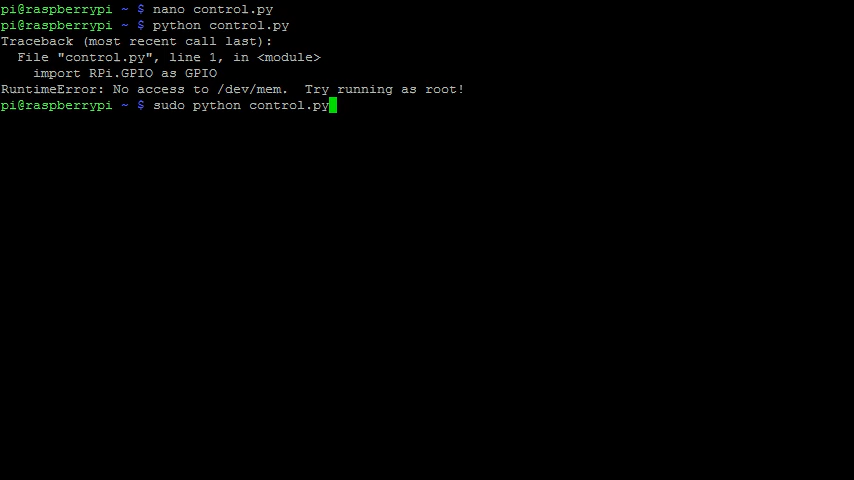 pi@raspberrypi ~ $ nano control.py
pi@raspberrypi ~ $ python control.py
Traceback (most recent call last):
  File "control.py", line 1, in <module>
    import RPi.GPIO as GPIO
RuntimeError: No access to /dev/mem.  Try running as root!
pi@raspberrypi ~ $ sudo python control.py